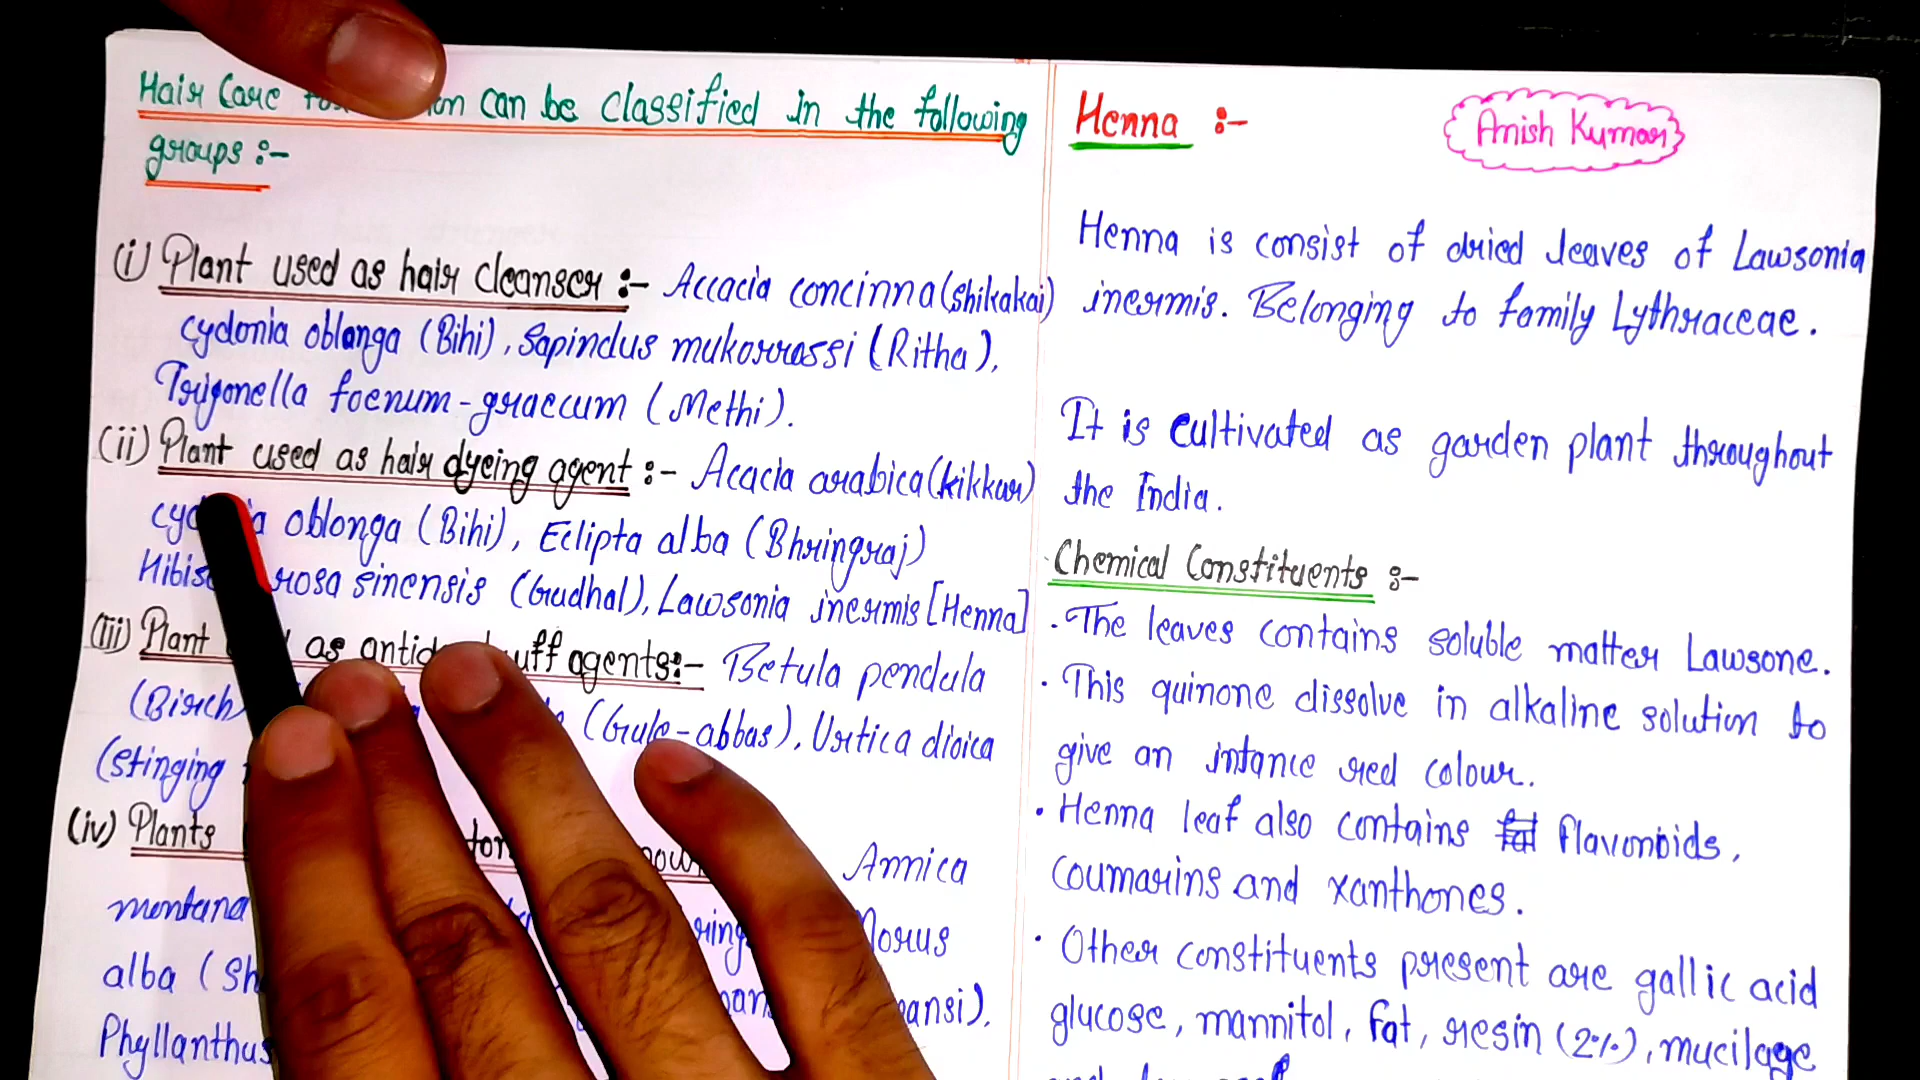 Hair Care can be classified in the following
groups :-
(i) Plant used as hair cleanser :- Accacia concinna (shikakai)
cydonia oblonga (Bihi), Sapindus mukorrossi (Ritha),
Trigonella foenum-graecum (Methi).
(ii) Plant used as hair dyeing agent :- Acacia arabica (kikkar)
oblonga (Bihi), Eclipta alba (Bhringraj)
rosa sinensis (Gudhal), Lawsonia inermis [Henna]
(iii) Plant as agents:- Betula pendula
(Birch (Gule-abbas), Urtica dioica
(stinging
(iv) Plants Arnica
montana Morus
alba (
Phyllanthus
Henna :-
Anish Kumar
Henna is consist of dried leaves of Lawsonia
inermis. Belonging to family Lythraceae.
It is cultivated as garden plant throughout
the India.
Chemical Constituents :-
· The leaves contains soluble matter Lawsone.
· This quinone dissolve in alkaline solution to
give an intance red colour.
· Henna leaf also contains flavonoids,
coumarins and xanthones.
· Other constituents present are gallic acid
glucose, mannitol, fat, resin (2%), mucilage